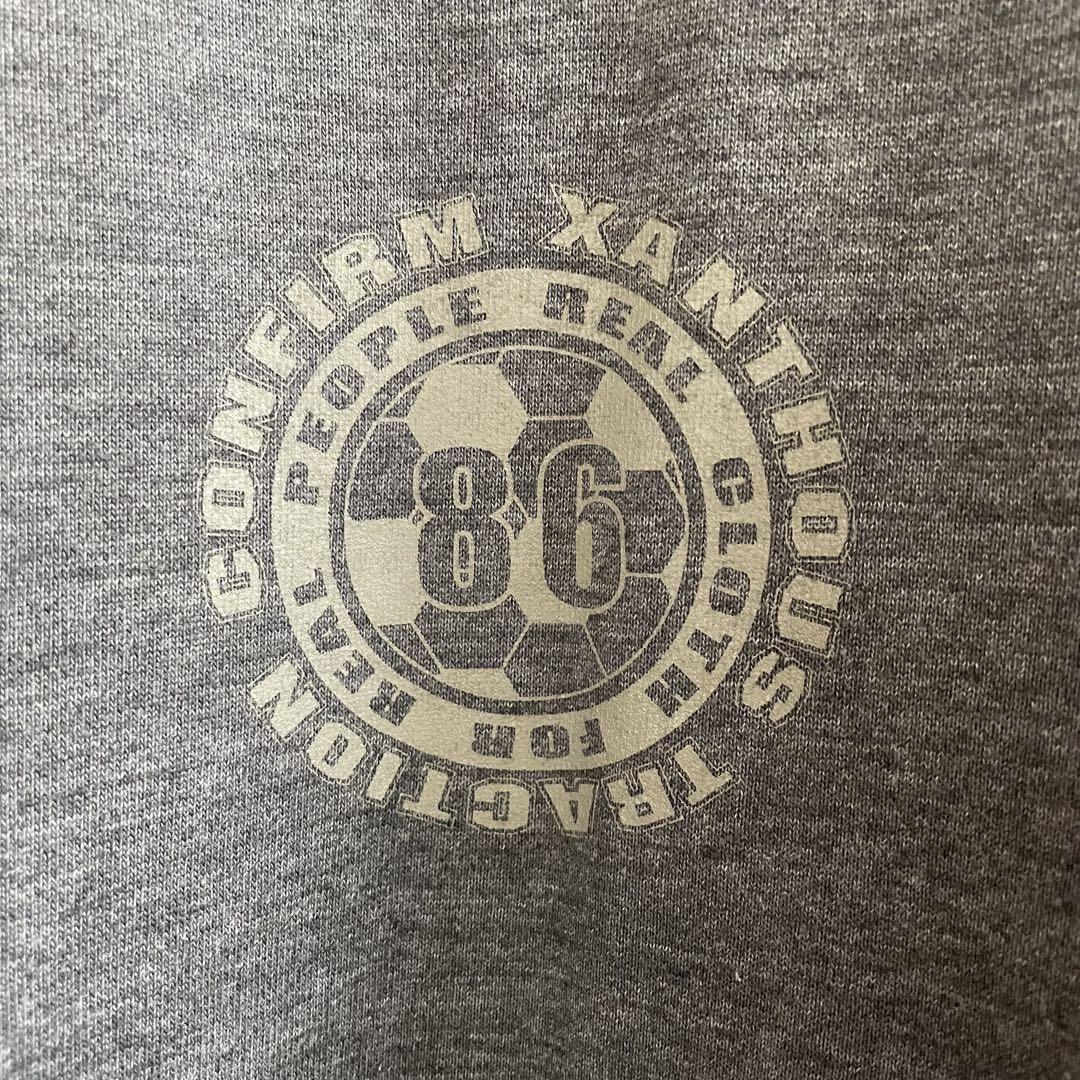 CONFIRM XANTHOUS TRACTION
REAL CLOTH FOR REAL PEOPLE
86